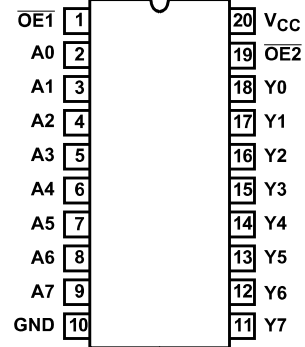 O̅E̅1̅ 1 20 VCC
A0 2 19 O̅E̅2̅
A1 3 18 Y0
A2 4 17 Y1
A3 5 16 Y2
A4 6 15 Y3
A5 7 14 Y4
A6 8 13 Y5
A7 9 12 Y6
GND 10 11 Y7